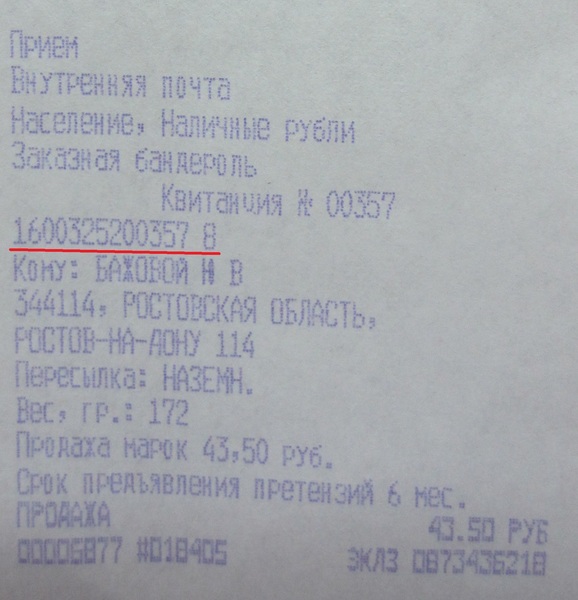 Прием
Внутренняя почта
Население, Наличные рубли
Заказная бандероль
Квитанция № 00357
1600325200357 8
Кому: БАЖОВОЙ Н В
344114, РОСТОВСКАЯ ОБЛАСТЬ,
РОСТОВ-НА-ДОНУ 114
Пересылка: НАЗЕМН.
Вес, гр.: 172
Продажа марок 43,50 руб.
Срок предъявления претензий 6 мес.
ПРОДАЖА 43.50 РУБ
00006877 #018405 ЭКЛЗ 0873436218